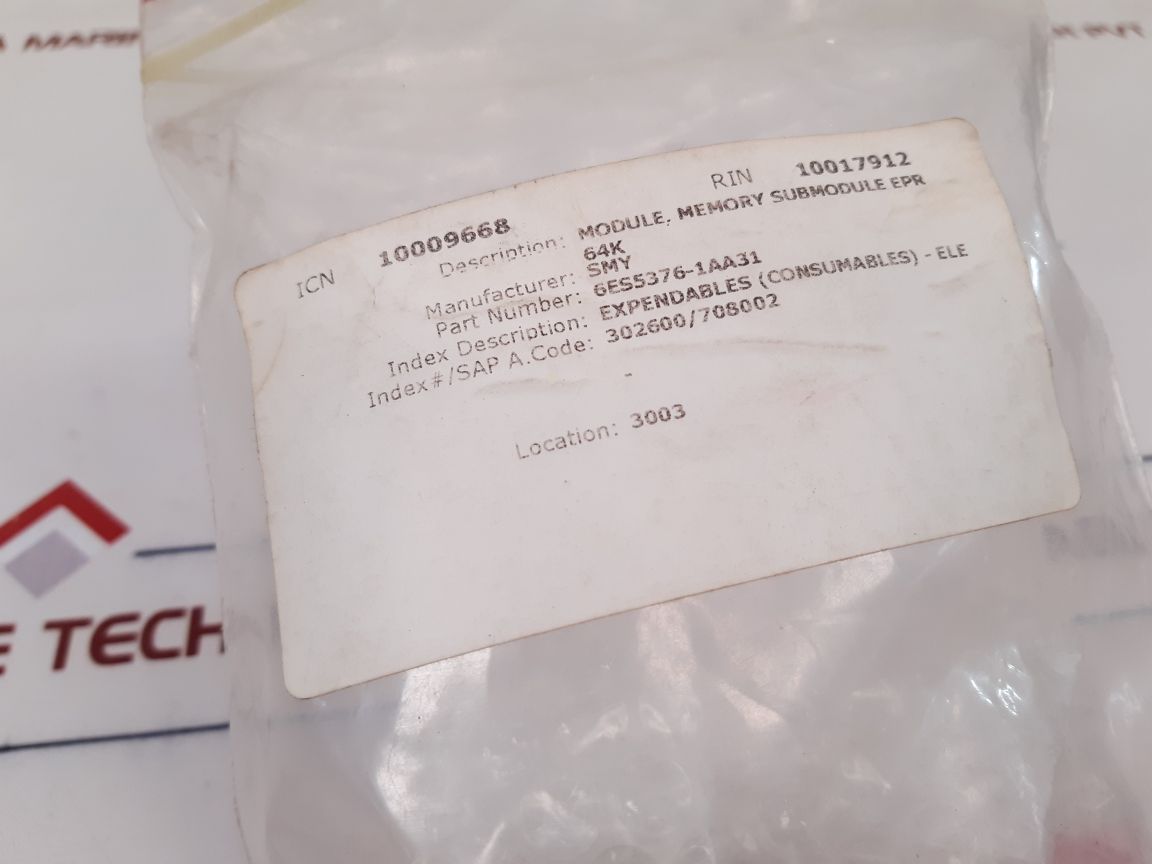 ICN 10009668 RIN 10017912
Description: MODULE, MEMORY SUBMODULE EPR
64K
Manufacturer: SMY
Part Number: 6ES5376-1AA31
Index Description: EXPENDABLES (CONSUMABLES) - ELE
Index#/SAP A.Code: 302600/708002
Location: 3003
E TECH